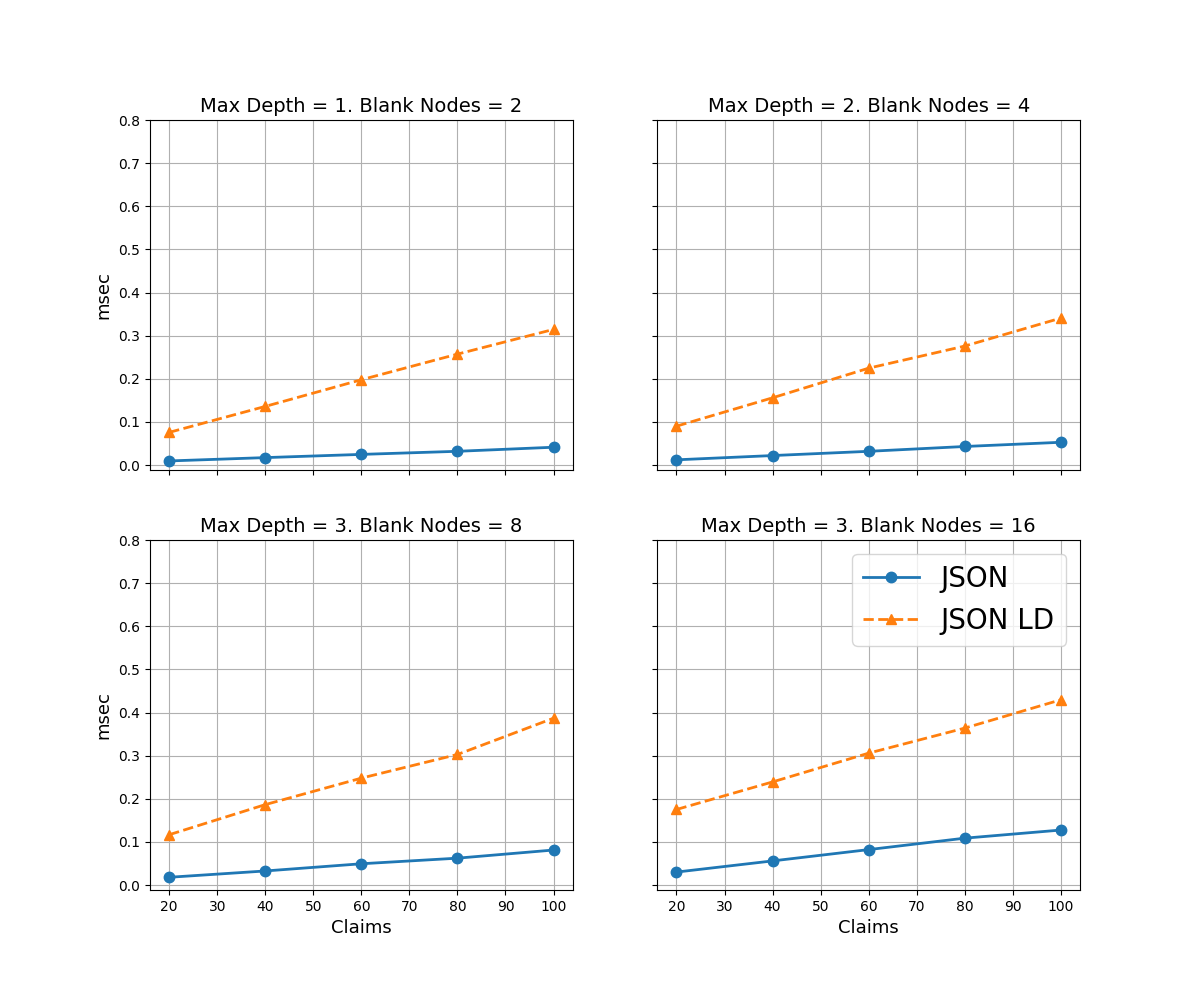 Max Depth = 1. Blank Nodes = 2
Max Depth = 2. Blank Nodes = 4
0.8
0.7
0.6
0.5
0.4
0.3
0.2
0.1
0.0
msec
Max Depth = 3. Blank Nodes = 8
Max Depth = 3. Blank Nodes = 16
0.8
0.7
0.6
0.5
0.4
0.3
0.2
0.1
0.0
msec
JSON
JSON LD
20 30 40 50 60 70 80 90 100
20 30 40 50 60 70 80 90 100
Claims
Claims